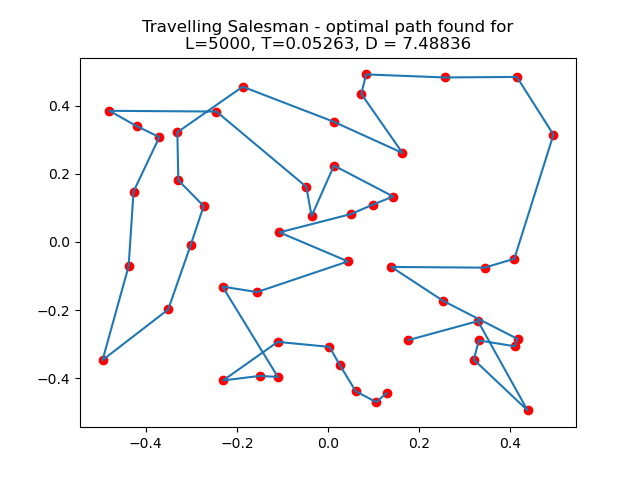 Travelling Salesman - optimal path found for
L=5000, T=0.05263, D = 7.48836
0.4
0.2
0.0
−0.2
−0.4
−0.4 −0.2 0.0 0.2 0.4